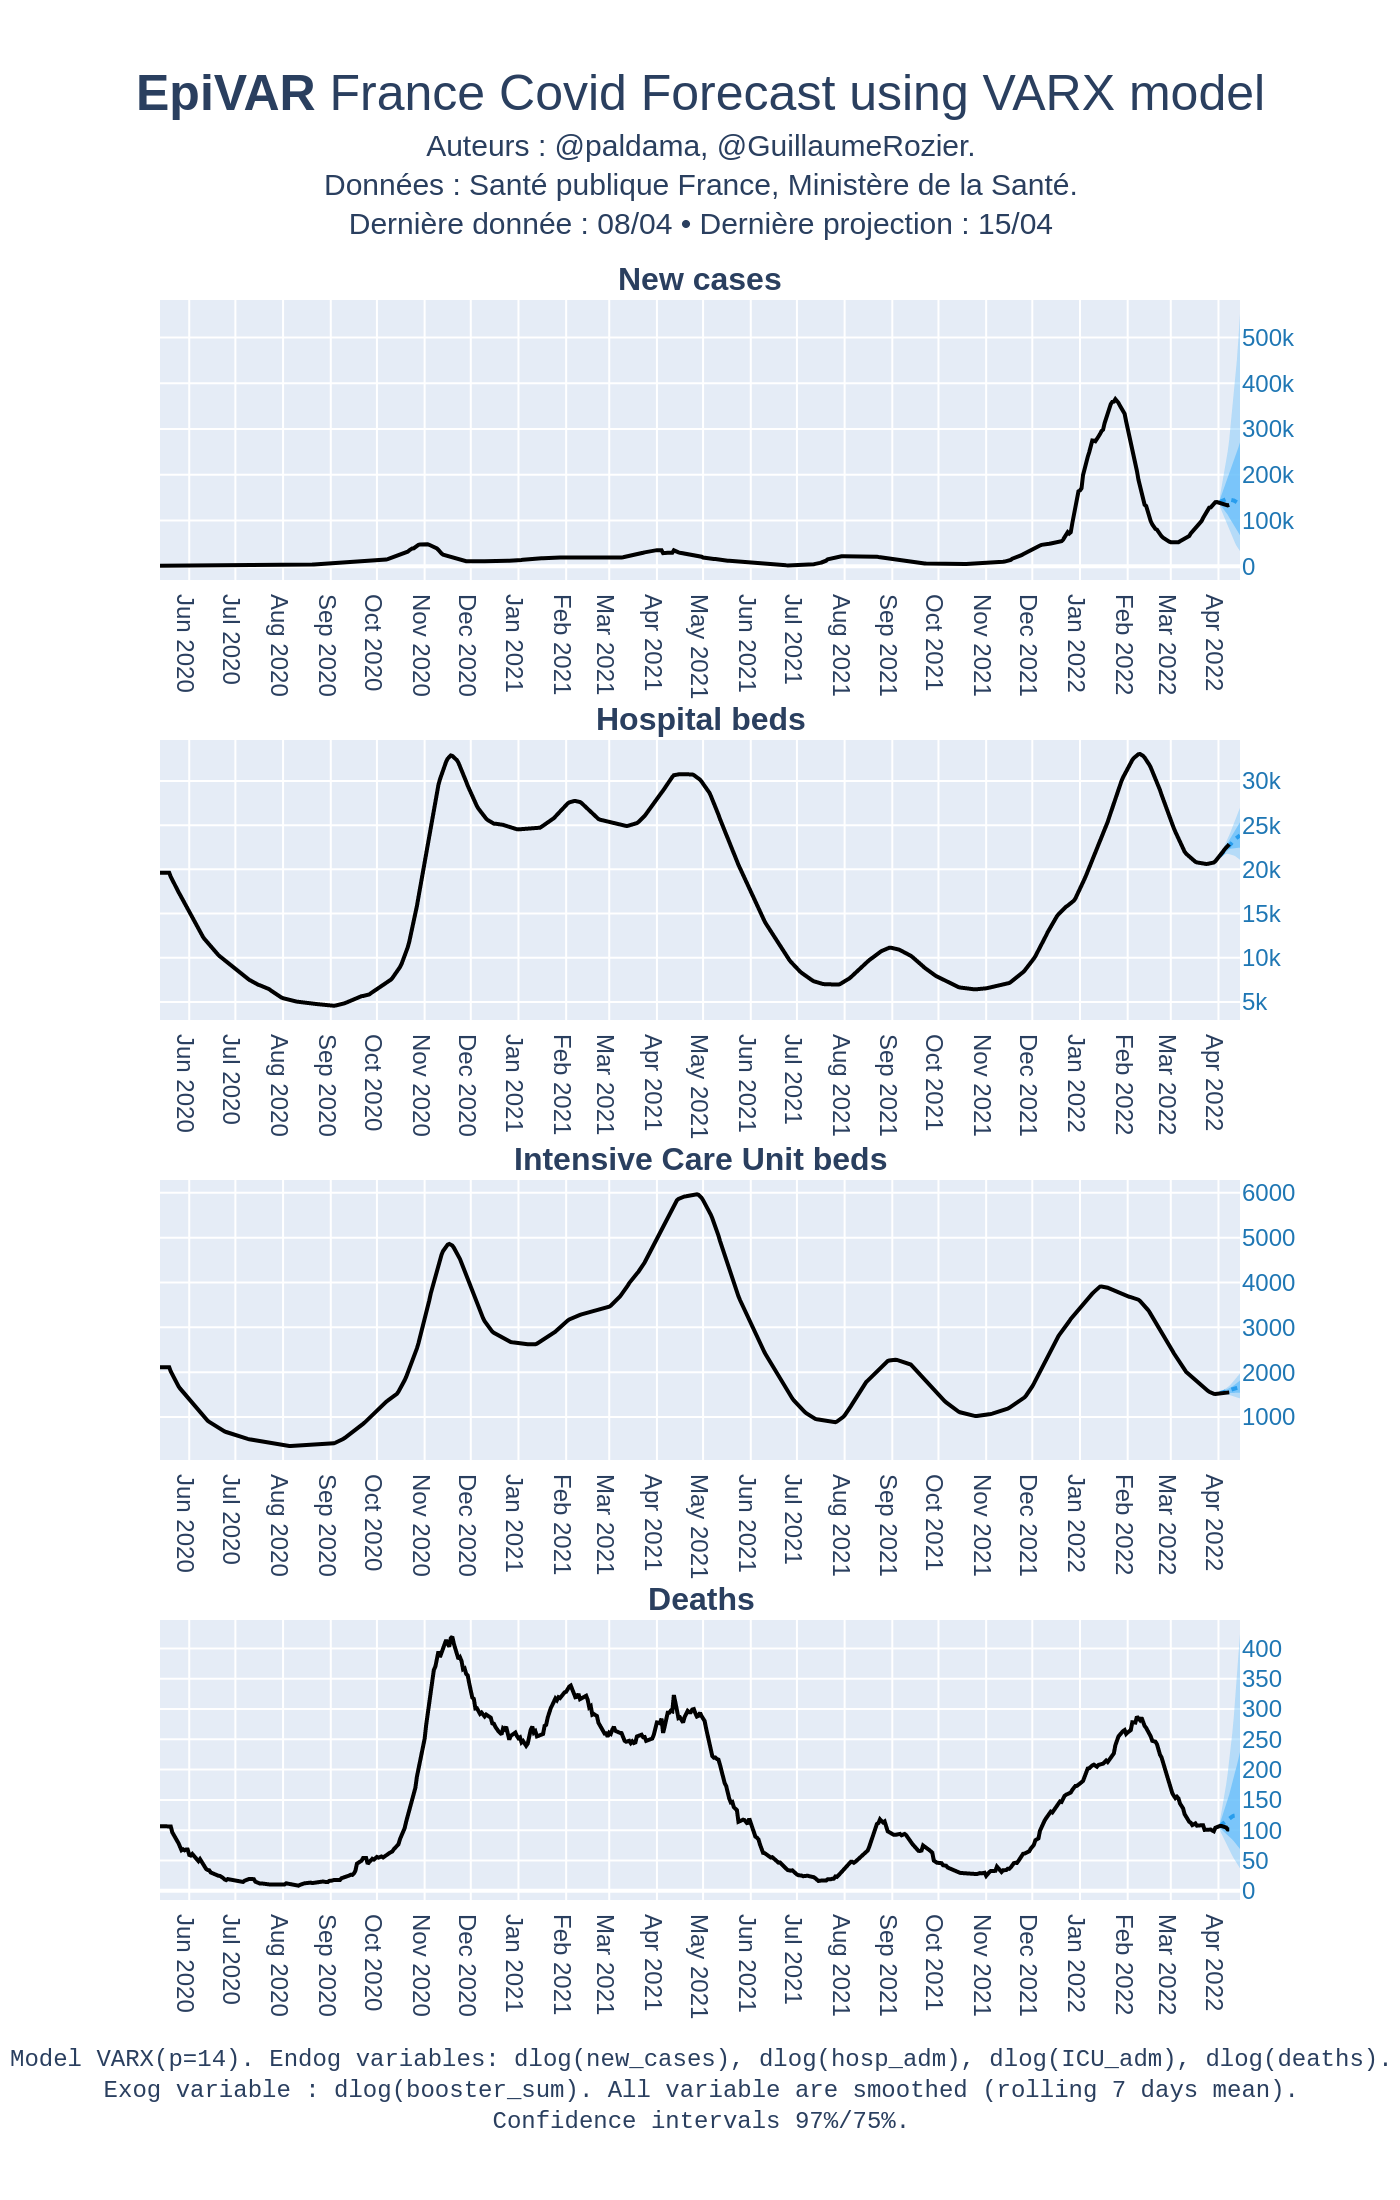 EpiVAR France Covid Forecast using VARX model
Auteurs : @paldama, @GuillaumeRozier.
Données : Santé publique France, Ministère de la Santé.
Dernière donnée : 08/04 • Dernière projection : 15/04
New cases
500k
400k
300k
200k
100k
0
Jun 2020
Jul 2020
Aug 2020
Sep 2020
Oct 2020
Nov 2020
Dec 2020
Jan 2021
Feb 2021
Mar 2021
Apr 2021
May 2021
Jun 2021
Jul 2021
Aug 2021
Sep 2021
Oct 2021
Nov 2021
Dec 2021
Jan 2022
Feb 2022
Mar 2022
Apr 2022
Hospital beds
30k
25k
20k
15k
10k
5k
Jun 2020
Jul 2020
Aug 2020
Sep 2020
Oct 2020
Nov 2020
Dec 2020
Jan 2021
Feb 2021
Mar 2021
Apr 2021
May 2021
Jun 2021
Jul 2021
Aug 2021
Sep 2021
Oct 2021
Nov 2021
Dec 2021
Jan 2022
Feb 2022
Mar 2022
Apr 2022
Intensive Care Unit beds
6000
5000
4000
3000
2000
1000
Jun 2020
Jul 2020
Aug 2020
Sep 2020
Oct 2020
Nov 2020
Dec 2020
Jan 2021
Feb 2021
Mar 2021
Apr 2021
May 2021
Jun 2021
Jul 2021
Aug 2021
Sep 2021
Oct 2021
Nov 2021
Dec 2021
Jan 2022
Feb 2022
Mar 2022
Apr 2022
Deaths
400
350
300
250
200
150
100
50
0
Jun 2020
Jul 2020
Aug 2020
Sep 2020
Oct 2020
Nov 2020
Dec 2020
Jan 2021
Feb 2021
Mar 2021
Apr 2021
May 2021
Jun 2021
Jul 2021
Aug 2021
Sep 2021
Oct 2021
Nov 2021
Dec 2021
Jan 2022
Feb 2022
Mar 2022
Apr 2022
Model VARX(p=14). Endog variables: dlog(new_cases), dlog(hosp_adm), dlog(ICU_adm), dlog(deaths).
Exog variable : dlog(booster_sum). All variable are smoothed (rolling 7 days mean).
Confidence intervals 97%/75%.